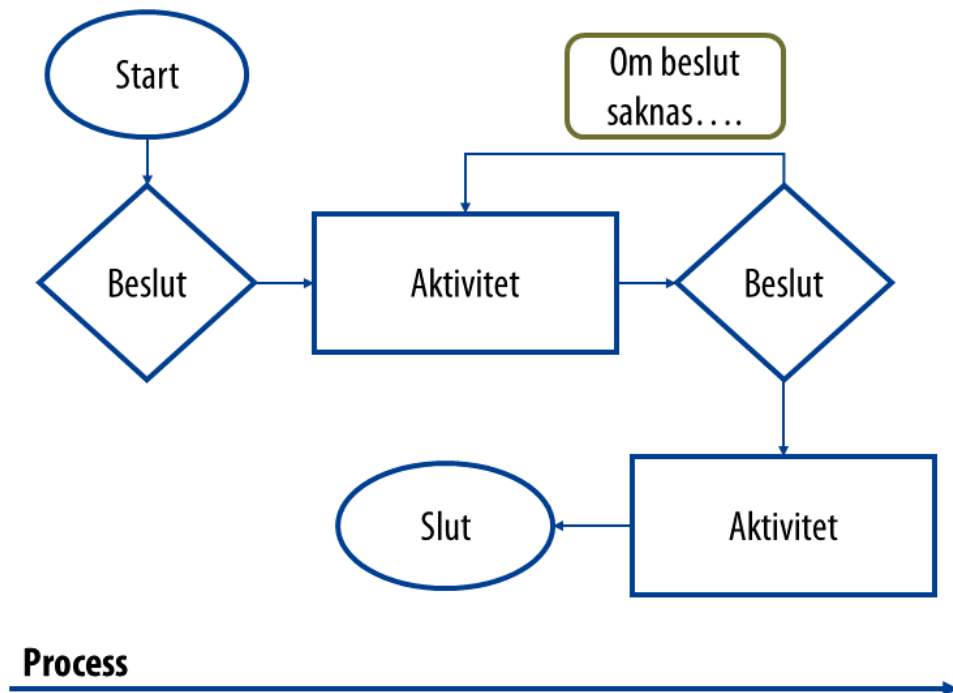 Start
Om beslut
saknas….
Beslut
Aktivitet
Beslut
Slut
Aktivitet
Process